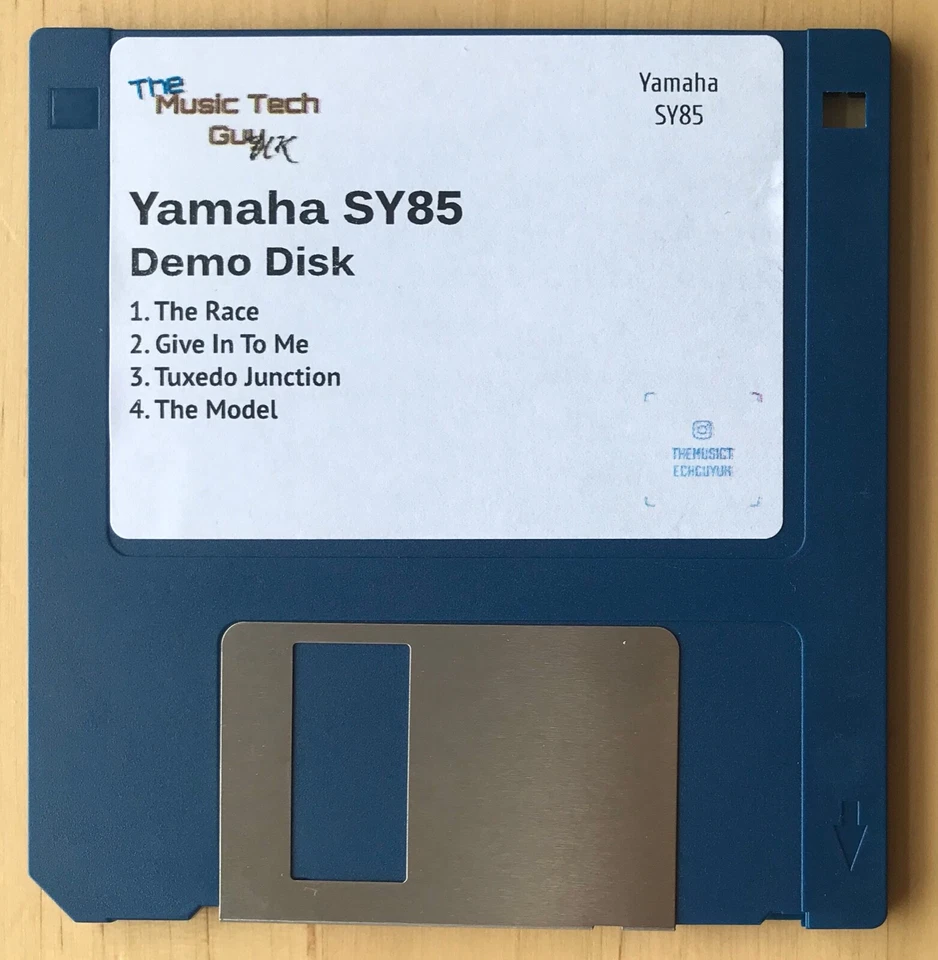 The
Music Tech
Guy UK
Yamaha
SY85
Yamaha SY85
Demo Disk
1. The Race
2. Give In To Me
3. Tuxedo Junction
4. The Model
THEMUSICT
ECHGUYUK